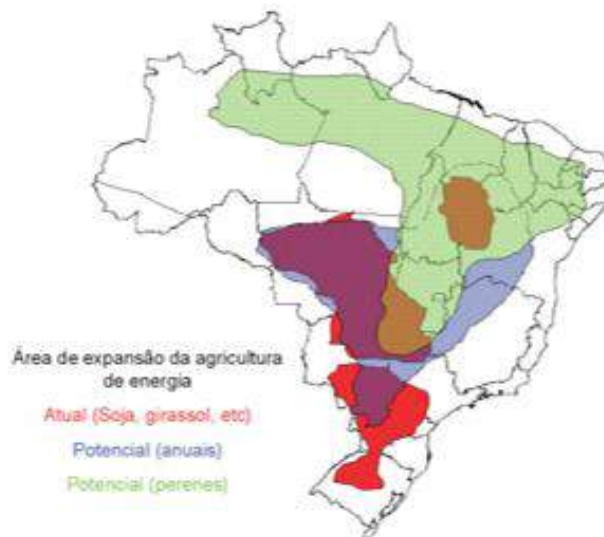 Área de expansão da agricultura
de energia
Atual (Soja, girassol, etc)
Potencial (anuais)
Potencial (perenes)